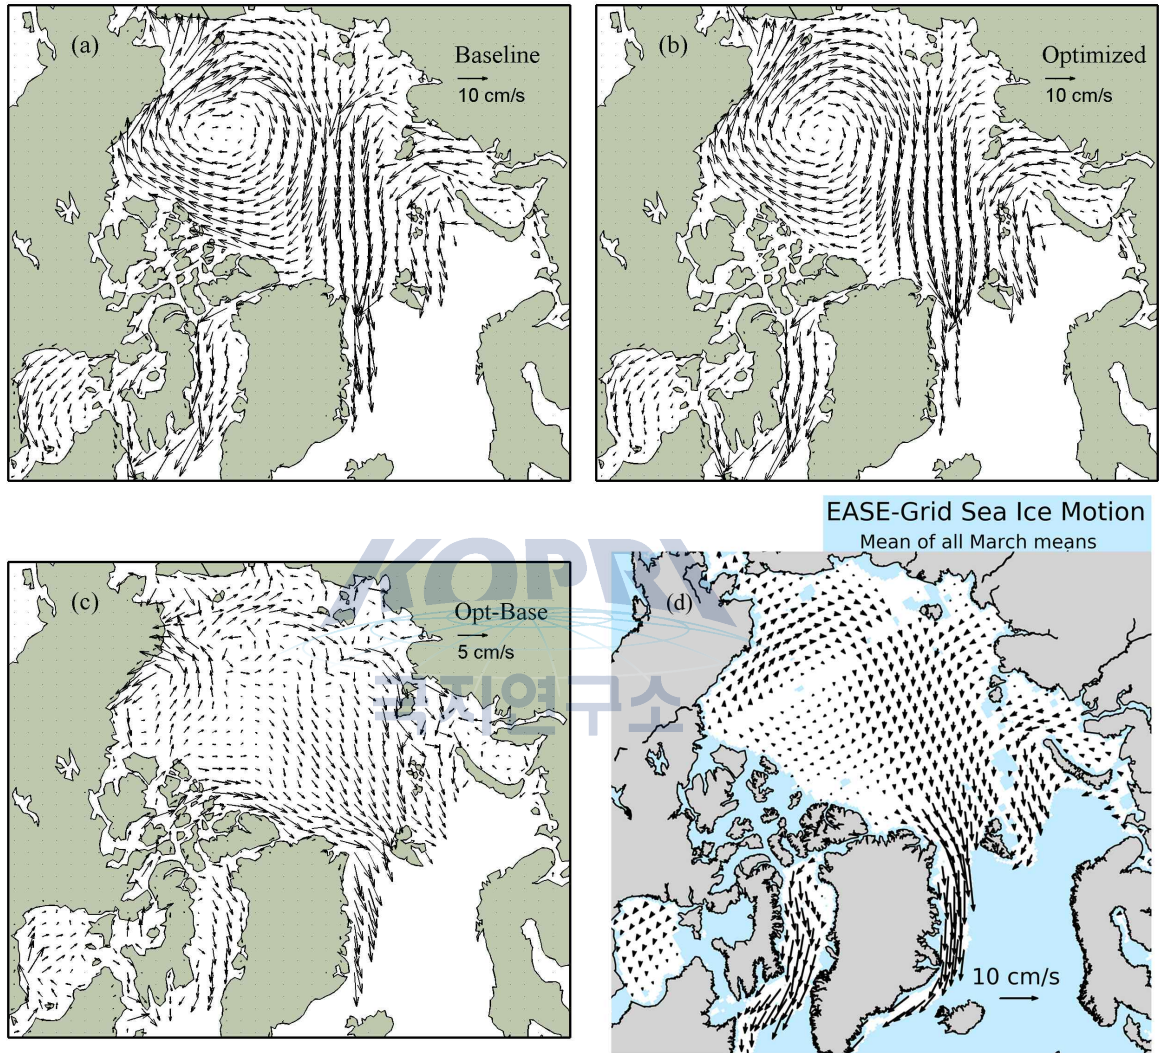 (a)
Baseline
10 cm/s
(b)
Optimized
10 cm/s
EASE-Grid Sea Ice Motion
Mean of all March means
KOPRI
(c)
Opt-Base
5 cm/s
(d)
극지연구소
10 cm/s